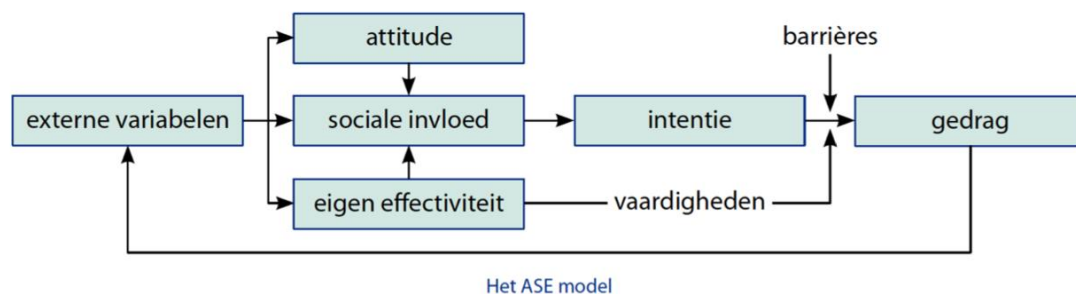 attitude
barrières
externe variabelen
sociale invloed
intentie
gedrag
eigen effectiviteit
vaardigheden
Het ASE model